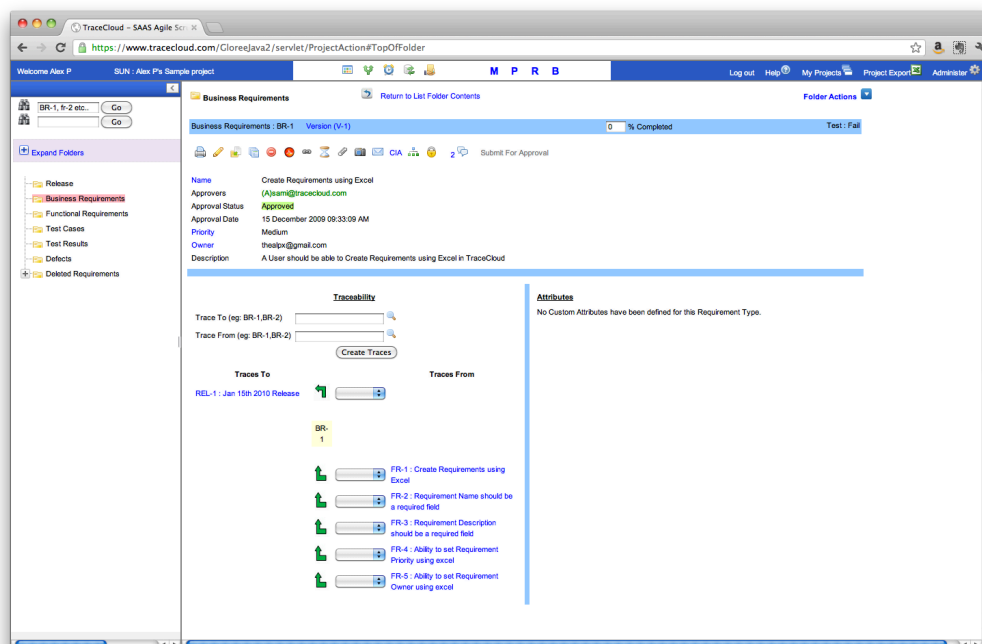 TraceCloud – SAAS Agile Scr
https://www.tracecloud.com/GloreeJava2/servlet/ProjectAction#TopOfFolder
Welcome Alex P SUN : Alex P's Sample project M P R B Log out Help My Projects Project Export Administer
BR-1, fr-2 etc.. Go
Go
Expand Folders
Release
Business Requirements
Functional Requirements
Test Cases
Test Results
Defects
Deleted Requirements
Business Requirements Return to List Folder Contents Folder Actions
Business Requirements : BR-1 Version (V-1) 0 % Completed Test : Fail
CIA 2 Submit For Approval
Name Create Requirements using Excel
Approvers (A)sami@tracecloud.com
Approval Status Approved
Approval Date 15 December 2009 09:33:09 AM
Priority Medium
Owner thealpx@gmail.com
Description A User should be able to Create Requirements using Excel in TraceCloud
Traceability
Trace To (eg: BR-1,BR-2)
Trace From (eg: BR-1,BR-2)
Create Traces
Traces To Traces From
REL-1 : Jan 15th 2010 Release
BR-
1
FR-1 : Create Requirements using
Excel
FR-2 : Requirement Name should be
a required field
FR-3 : Requirement Description
should be a required field
FR-4 : Ability to set Requirement
Priority using excel
FR-5 : Ability to set Requirement
Owner using excel
Attributes
No Custom Attributes have been defined for this Requirement Type.